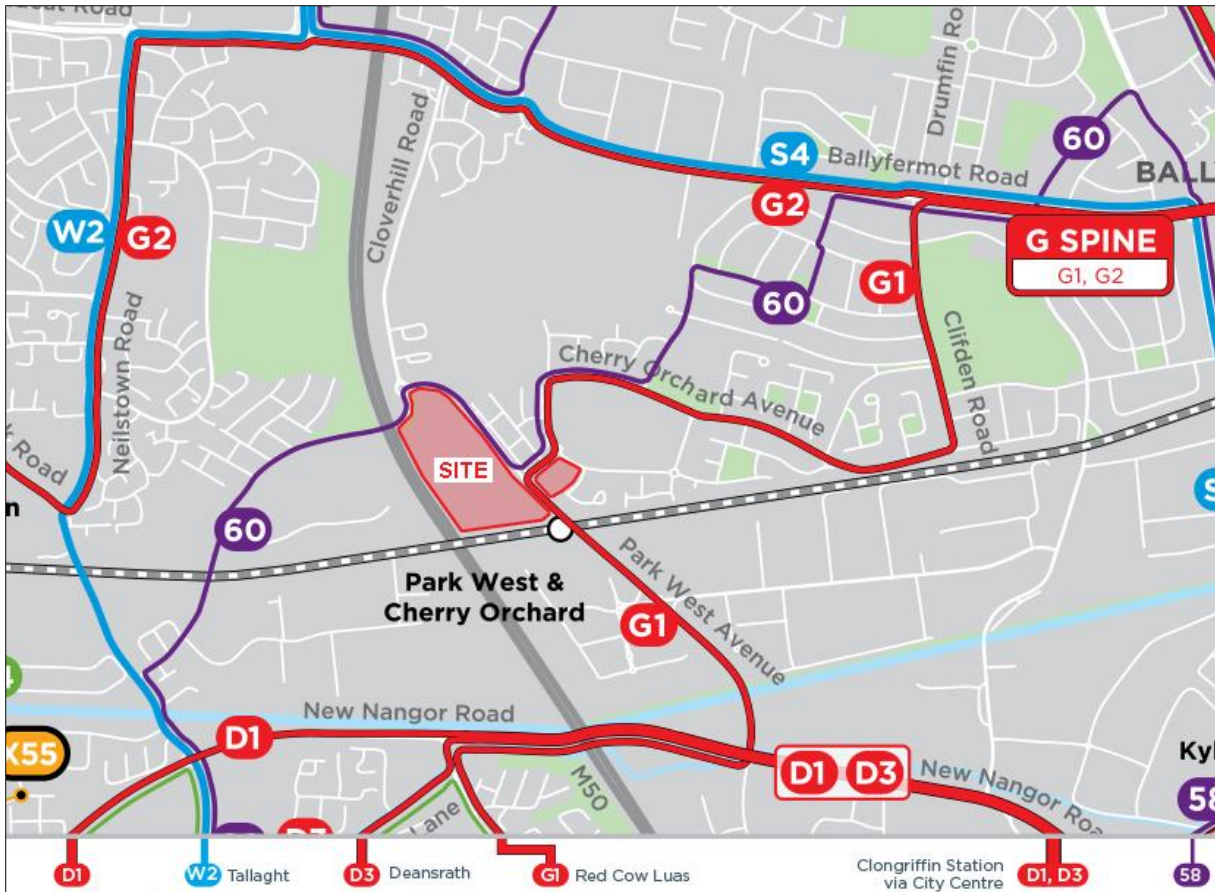 Road
Cloverhill Road
Drumfin Ro
60
S4
Ballyfermot Road
BALL
G2
W2
G2
G SPINE
G1, G2
G1
60
Neilstown Road
Cherry Orchard Avenue
Clifden Road
Road
SITE
S
n
60
Park West &
Cherry Orchard
G1
Park West Avenue
4
New Nangor Road
D1
X55
M50
D1 D3
New Nangor Roa
Kyl
58
Lane
D3
D1
W2 Tallaght
D3 Deansrath
G1 Red Cow Luas
Clongriffin Station
via City Centre
D1, D3
58